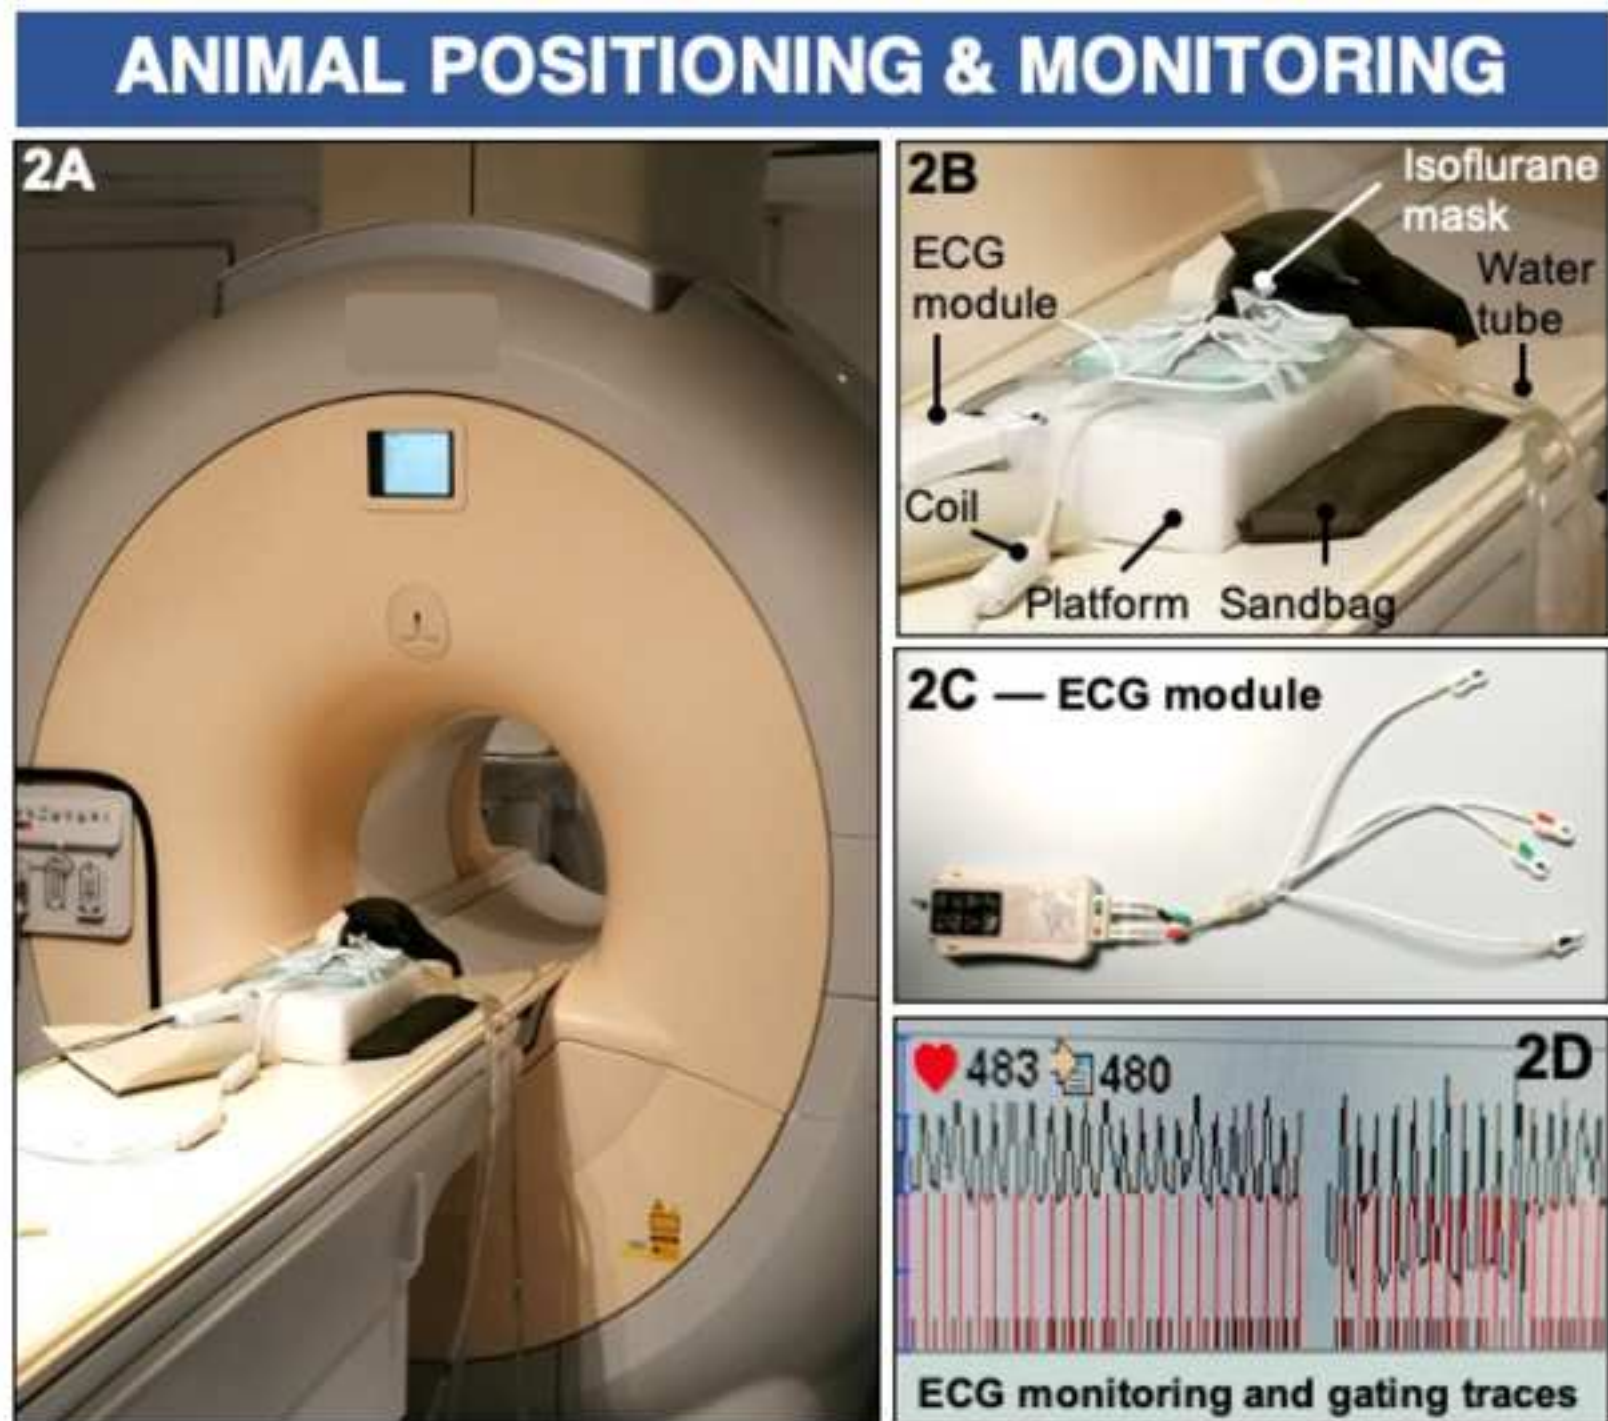 ANIMAL POSITIONING & MONITORING
2A
2B
Isoflurane
mask
ECG
module
Water
tube
Coil
Platform
Sandbag
2C — ECG module
2D
483
480
ECG monitoring and gating traces